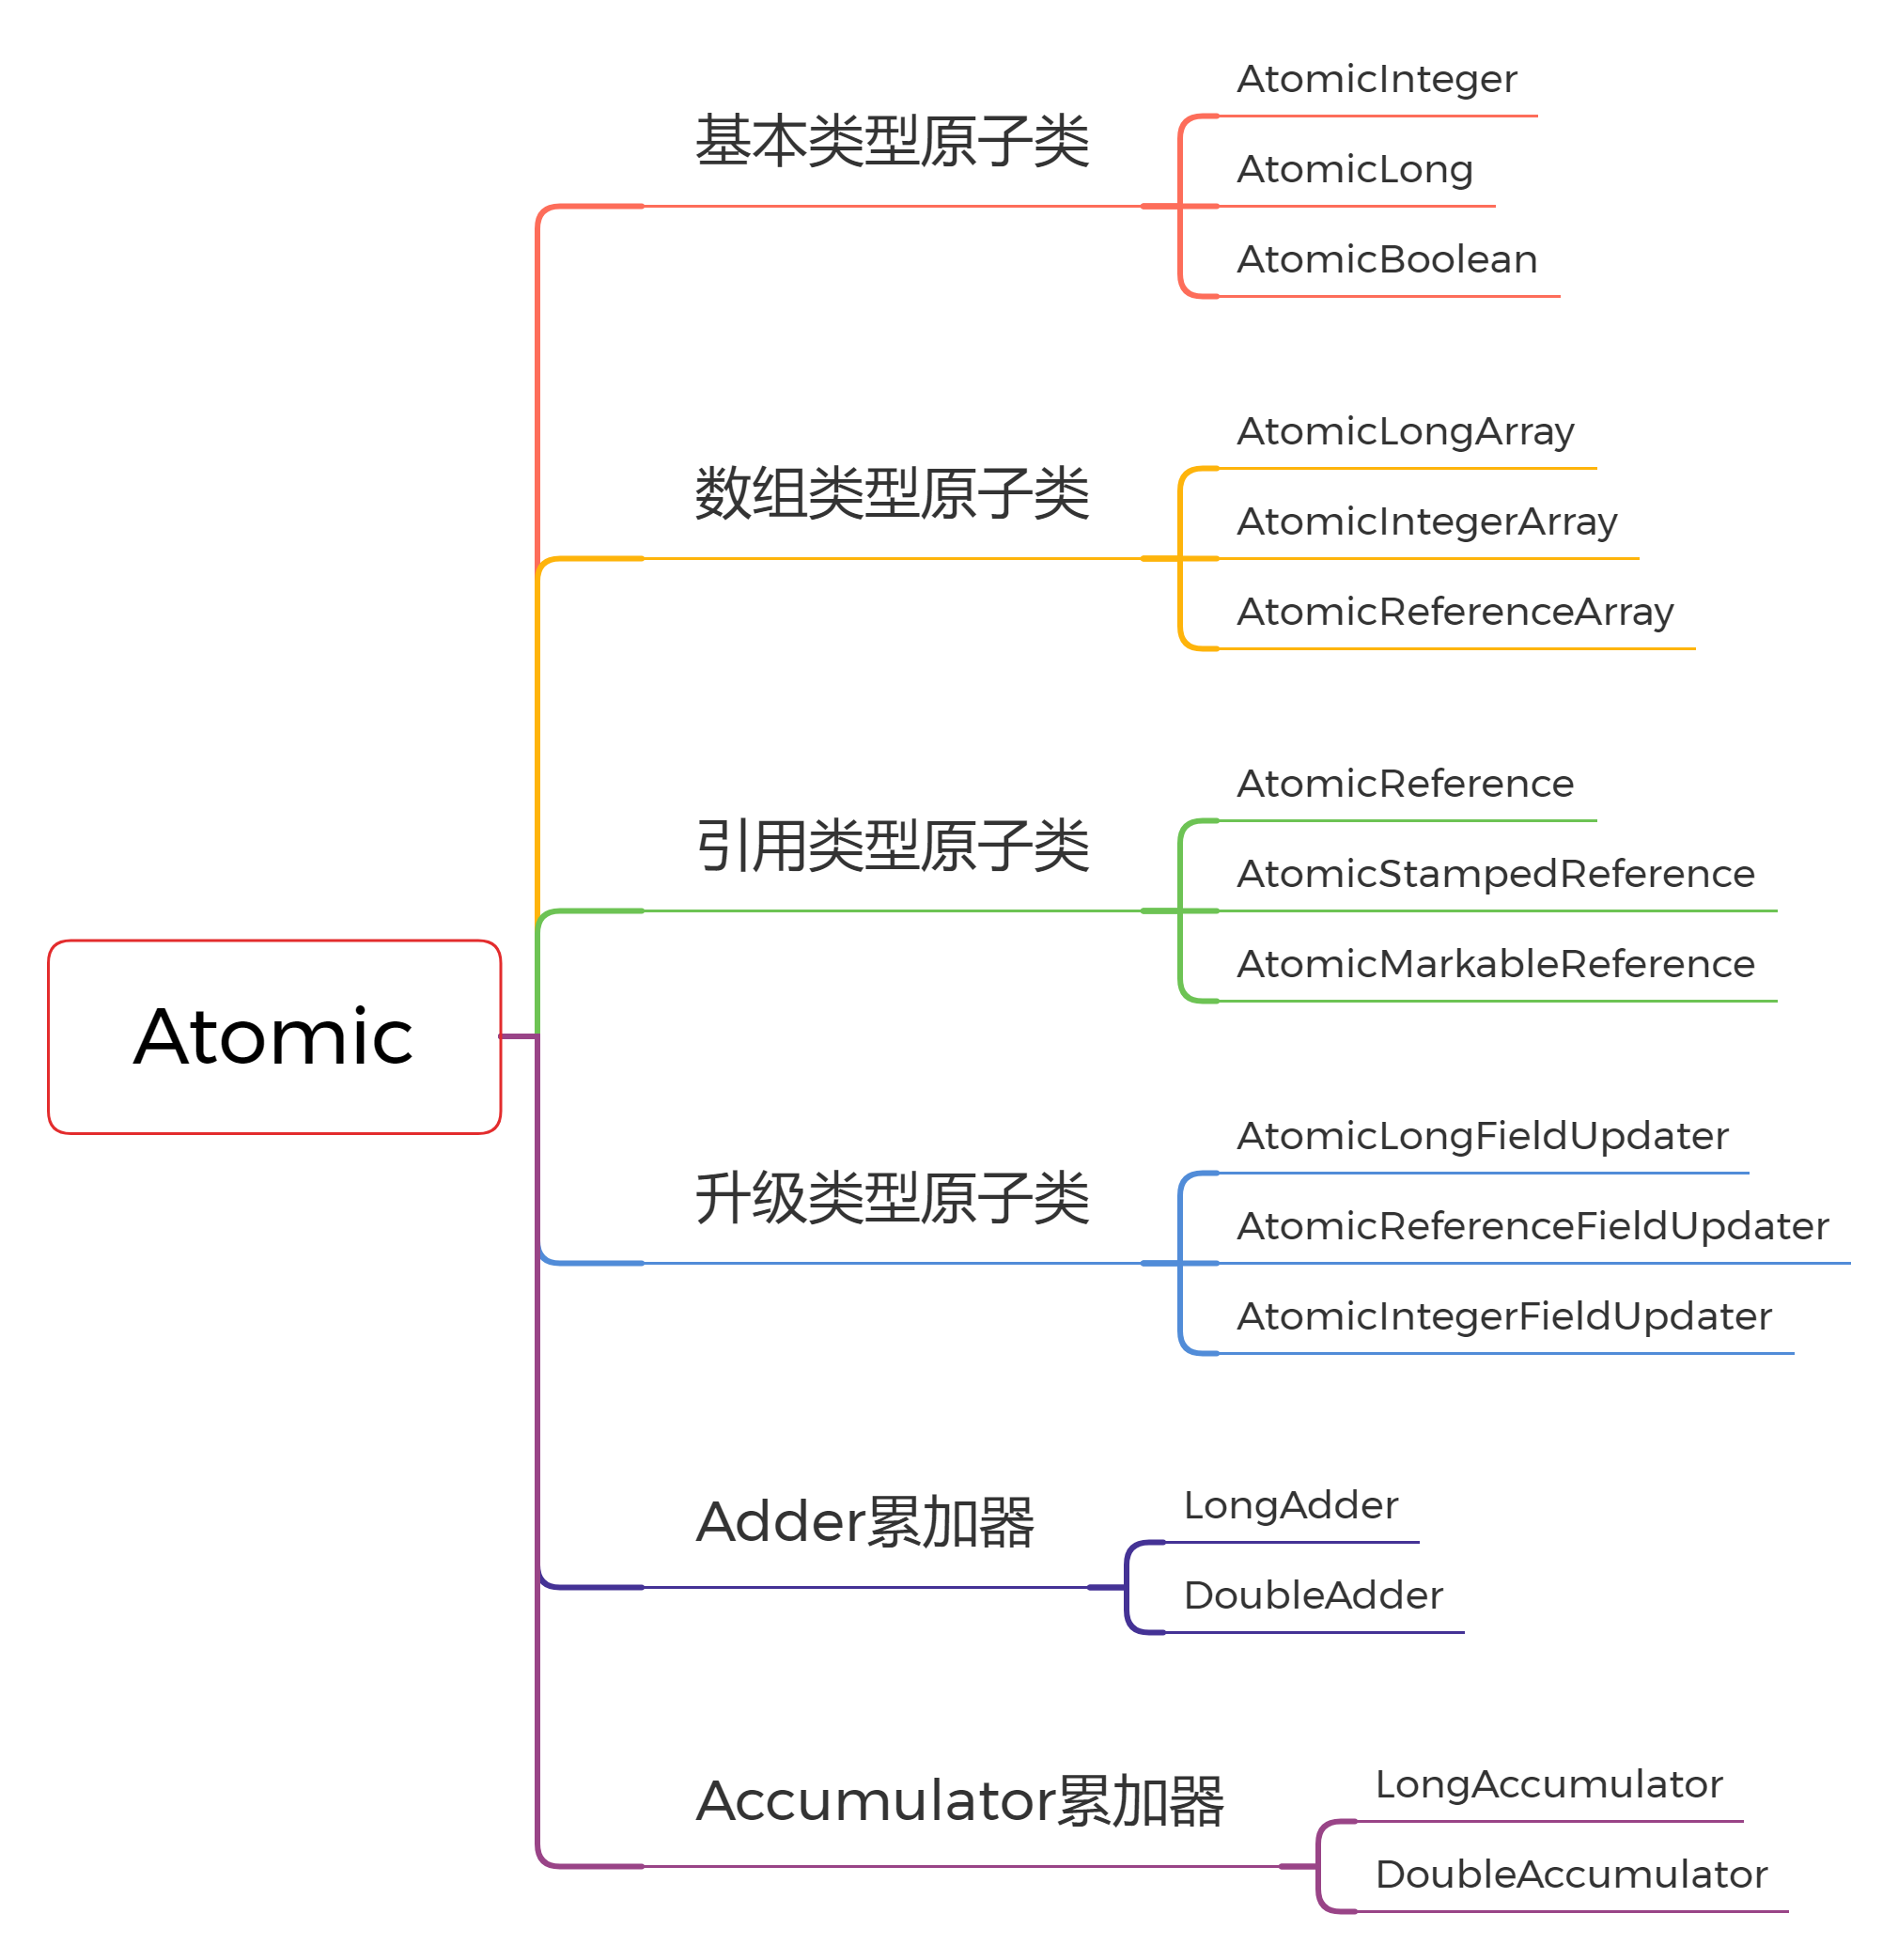 Atomic
基本类型原子类
AtomicInteger
AtomicLong
AtomicBoolean
数组类型原子类
AtomicLongArray
AtomicIntegerArray
AtomicReferenceArray
引用类型原子类
AtomicReference
AtomicStampedReference
AtomicMarkableReference
升级类型原子类
AtomicLongFieldUpdater
AtomicReferenceFieldUpdater
AtomicIntegerFieldUpdater
Adder累加器
LongAdder
DoubleAdder
Accumulator累加器
LongAccumulator
DoubleAccumulator